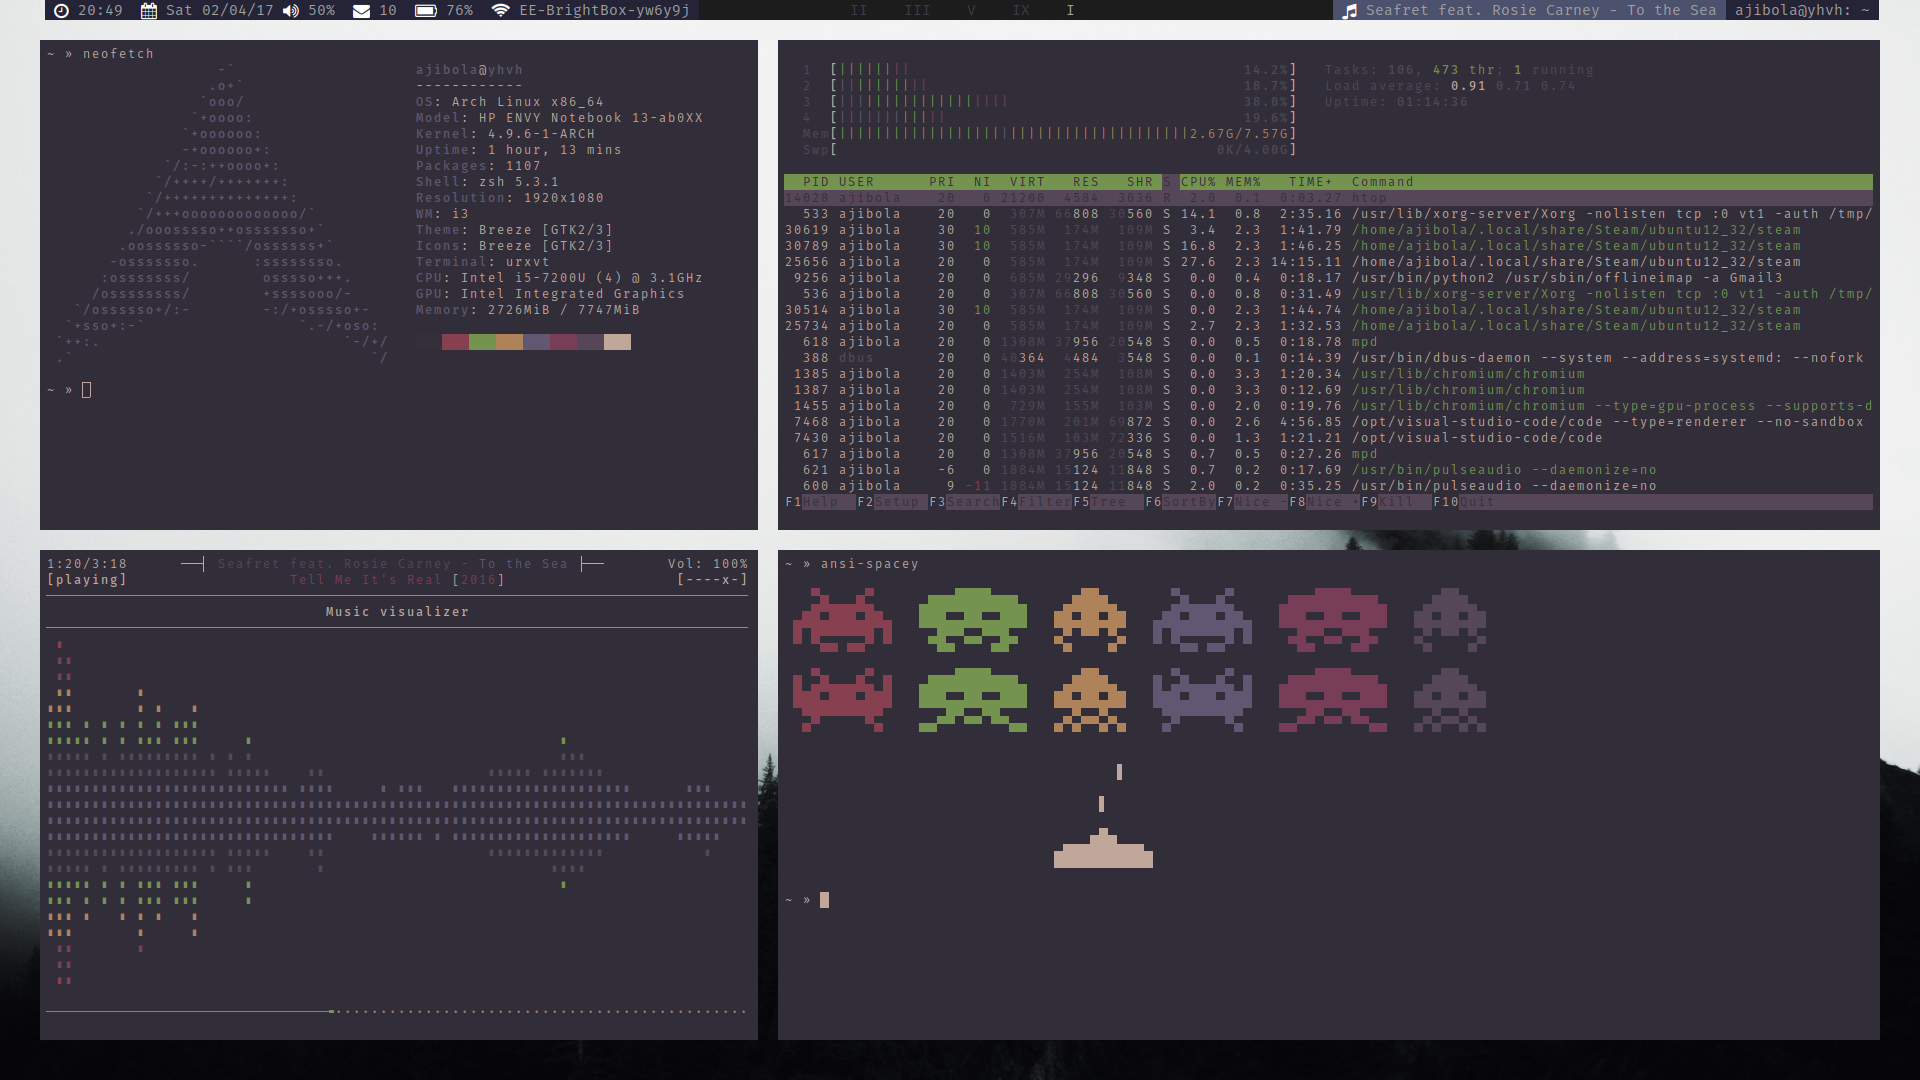 20:49 Sat 02/04/17 50% 10 76% EE-BrightBox-yw6y9j II III V IX I Seafret feat. Rosie Carney - To the Sea ajibola@yhvh: ~
~ » neofetch
ajibola@yhvh
------------
OS: Arch Linux x86_64
Model: HP ENVY Notebook 13-ab0XX
Kernel: 4.9.6-1-ARCH
Uptime: 1 hour, 13 mins
Packages: 1107
Shell: zsh 5.3.1
Resolution: 1920x1080
WM: i3
Theme: Breeze [GTK2/3]
Icons: Breeze [GTK2/3]
Terminal: urxvt
CPU: Intel i5-7200U (4) @ 3.1GHz
GPU: Intel Integrated Graphics
Memory: 2726MiB / 7747MiB
~ »
1 [|||||||| 14.2%] Tasks: 106, 473 thr; 1 running
2 [|||||||||| 18.7%] Load average: 0.91 0.71 0.74
3 [||||||||||||||||||| 38.0%] Uptime: 01:14:36
4 [|||||||||||| 19.6%]
Mem[||||||||||||||||||||||||||||||||||||||2.67G/7.57G]
Swp[ 0K/4.00G]
PID USER PRI NI VIRT RES SHR S CPU% MEM% TIME+ Command
14028 ajibola 20 0 21200 4584 3036 R 2.0 0.1 0:03.27 htop
533 ajibola 20 0 307M 66808 30560 S 14.1 0.8 2:35.16 /usr/lib/xorg-server/Xorg -nolisten tcp :0 vt1 -auth /tmp/
30619 ajibola 30 10 585M 174M 109M S 3.4 2.3 1:41.79 /home/ajibola/.local/share/Steam/ubuntu12_32/steam
30789 ajibola 30 10 585M 174M 109M S 16.8 2.3 1:46.25 /home/ajibola/.local/share/Steam/ubuntu12_32/steam
25656 ajibola 20 0 585M 174M 109M S 27.6 2.3 14:15.11 /home/ajibola/.local/share/Steam/ubuntu12_32/steam
9256 ajibola 20 0 685M 29296 9348 S 0.0 0.4 0:18.17 /usr/bin/python2 /usr/sbin/offlineimap -a Gmail3
536 ajibola 20 0 307M 66808 30560 S 0.0 0.8 0:31.49 /usr/lib/xorg-server/Xorg -nolisten tcp :0 vt1 -auth /tmp/
30514 ajibola 30 10 585M 174M 109M S 0.0 2.3 1:44.74 /home/ajibola/.local/share/Steam/ubuntu12_32/steam
25734 ajibola 20 0 585M 174M 109M S 2.7 2.3 1:32.53 /home/ajibola/.local/share/Steam/ubuntu12_32/steam
618 ajibola 20 0 1308M 37956 20548 S 0.0 0.5 0:18.78 mpd
388 dbus 20 0 40364 4484 3548 S 0.0 0.1 0:14.39 /usr/bin/dbus-daemon --system --address=systemd: --nofork
1385 ajibola 20 0 1403M 254M 108M S 0.0 3.3 1:20.34 /usr/lib/chromium/chromium
1387 ajibola 20 0 1403M 254M 108M S 0.0 3.3 0:12.69 /usr/lib/chromium/chromium
1455 ajibola 20 0 729M 155M 103M S 0.0 2.0 0:19.76 /usr/lib/chromium/chromium --type=gpu-process --supports-d
7468 ajibola 20 0 1770M 201M 69872 S 0.0 2.6 4:56.85 /opt/visual-studio-code/code --type=renderer --no-sandbox
7430 ajibola 20 0 1516M 103M 72336 S 0.0 1.3 1:21.21 /opt/visual-studio-code/code
617 ajibola 20 0 1308M 37956 20548 S 0.7 0.5 0:27.26 mpd
621 ajibola -6 0 1884M 15124 11848 S 0.7 0.2 0:17.69 /usr/bin/pulseaudio --daemonize=no
600 ajibola 9 -11 1884M 15124 11848 S 2.0 0.2 0:35.25 /usr/bin/pulseaudio --daemonize=no
F1Help F2Setup F3SearchF4FilterF5Tree F6SortByF7Nice -F8Nice +F9Kill F10Quit
1:20/3:18 Seafret feat. Rosie Carney - To the Sea Vol: 100%
[playing] Tell Me It's Real [2016] [----x-]
Music visualizer
~ » ansi-spacey
~ »